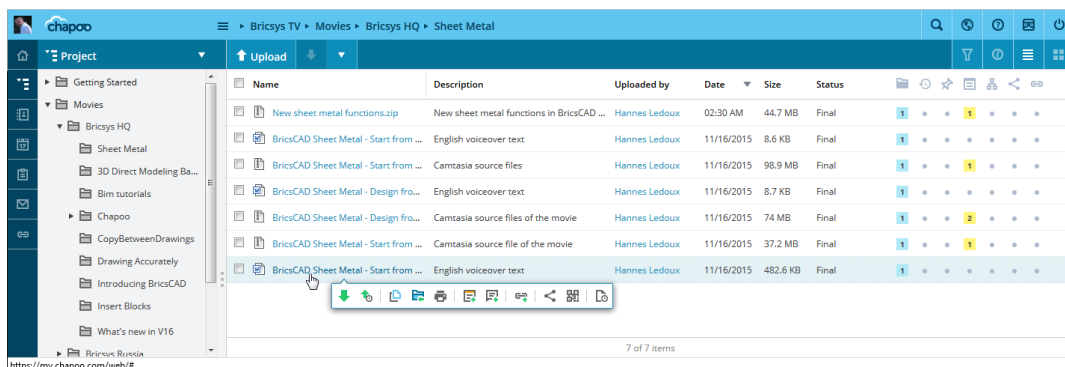 chapoo
Bricsys TV ▸ Movies ▸ Bricsys HQ ▸ Sheet Metal
Project
Upload
Getting Started
Movies
Bricsys HQ
Sheet Metal
3D Direct Modeling Ba...
Bim tutorials
Chapoo
CopyBetweenDrawings
Drawing Accurately
Introducing BricsCAD
Insert Blocks
What's new in V16
Bricsys Russia
Name Description Uploaded by Date Size Status
New sheet metal functions.zip New sheet metal functions in BricsCAD ... Hannes Ledoux 02:30 AM 44.7 MB Final 1 1
BricsCAD Sheet Metal - Start from ... English voiceover text Hannes Ledoux 11/16/2015 8.6 KB Final 1
BricsCAD Sheet Metal - Start from ... Camtasia source files Hannes Ledoux 11/16/2015 98.9 MB Final 1 1
BricsCAD Sheet Metal - Design fro... English voiceover text Hannes Ledoux 11/16/2015 8.7 KB Final 1
BricsCAD Sheet Metal - Design fro... Camtasia source files of the movie Hannes Ledoux 11/16/2015 74 MB Final 1 2
BricsCAD Sheet Metal - Start from ... Camtasia source file of the movie Hannes Ledoux 11/16/2015 37.2 MB Final 1 1
BricsCAD Sheet Metal - Start from ... English voiceover text Hannes Ledoux 11/16/2015 482.6 KB Final 1
7 of 7 items
https://my.chapoo.com/web/#
17